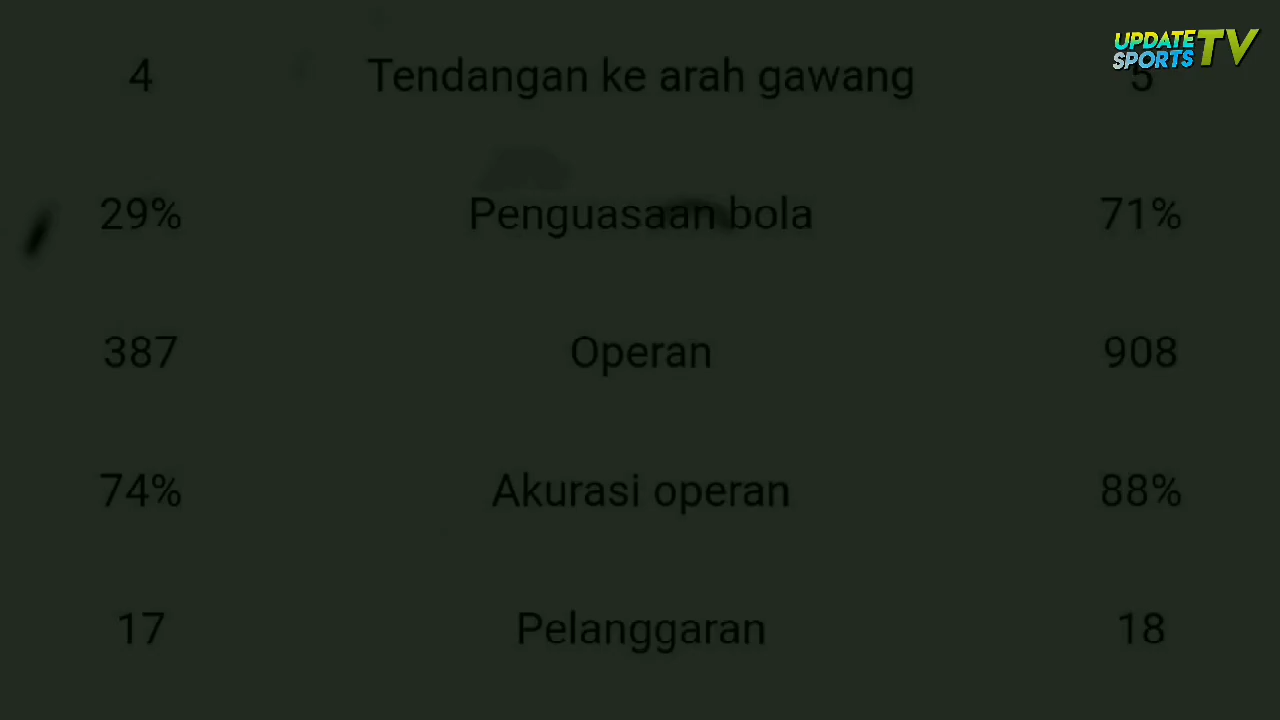 UPDATE SPORTS TV
4 Tendangan ke arah gawang 5
29% Penguasaan bola 71%
387 Operan 908
74% Akurasi operan 88%
17 Pelanggaran 18